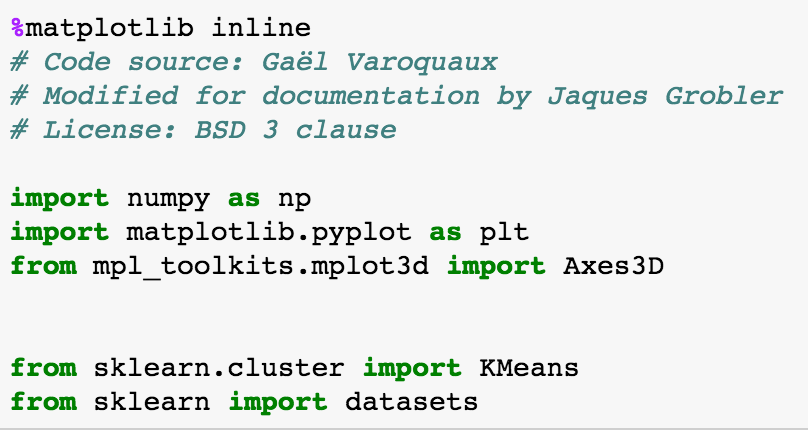 %matplotlib inline
# Code source: Gaël Varoquaux
# Modified for documentation by Jaques Grobler
# License: BSD 3 clause
import numpy as np
import matplotlib.pyplot as plt
from mpl_toolkits.mplot3d import Axes3D
from sklearn.cluster import KMeans
from sklearn import datasets